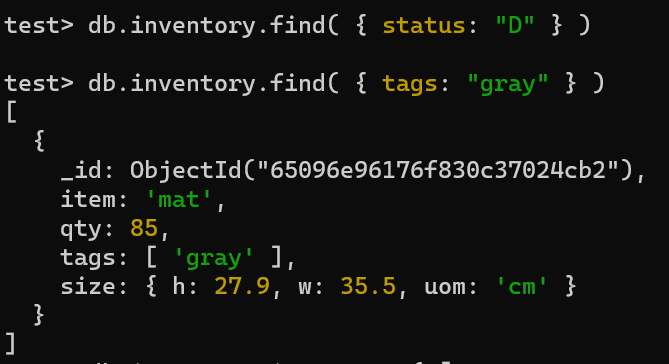 test> db.inventory.find( { status: "D" } )
test> db.inventory.find( { tags: "gray" } )
[
{
_id: ObjectId("65096e96176f830c37024cb2"),
item: 'mat',
qty: 85,
tags: [ 'gray' ],
size: { h: 27.9, w: 35.5, uom: 'cm' }
}
]